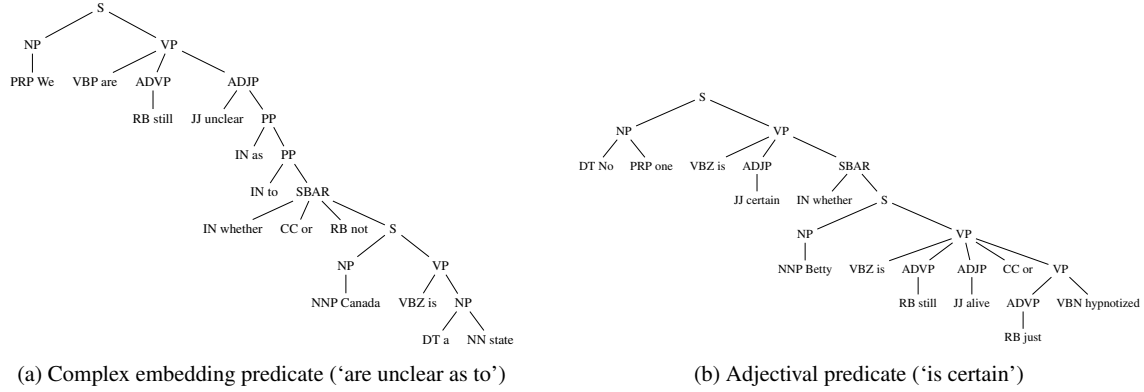 S
NP VP
PRP We VBP are ADVP ADJP
RB still JJ unclear PP
IN as PP
IN to SBAR
IN whether CC or RB not S
NP VP
NNP Canada VBZ is NP
DT a NN state
(a) Complex embedding predicate (‘are unclear as to’)
S
NP VP
DT No PRP one VBZ is ADJP SBAR
JJ certain IN whether S
NP VP
NNP Betty VBZ is ADVP ADJP CC or VP
RB still JJ alive ADVP VBN hypnotized
RB just
(b) Adjectival predicate (‘is certain’)